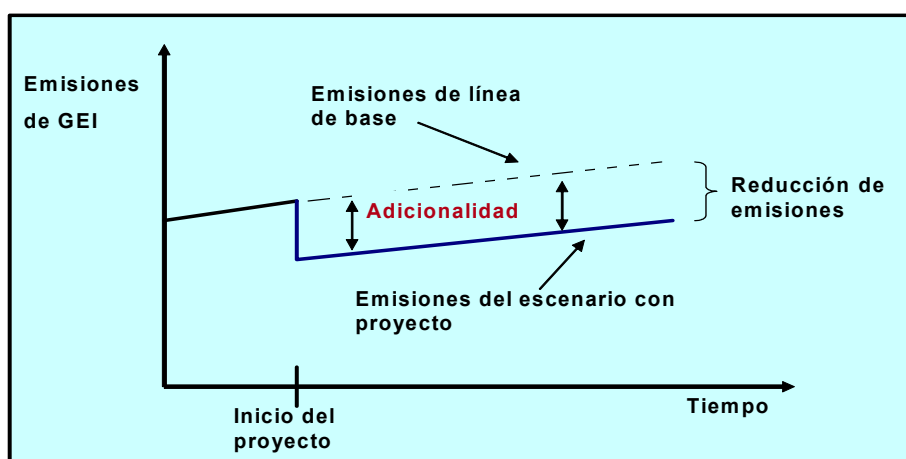 Emisiones
de GEI
Emisiones de línea
de base
Adicionalidad
Reducción de
emisiones
Emisiones del escenario con
proyecto
Inicio del
proyecto
Tiempo